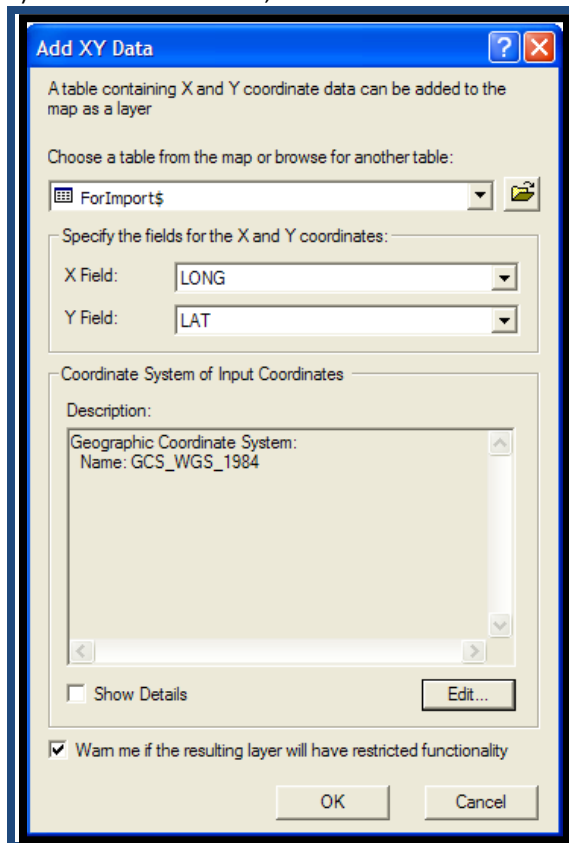 Add XY Data
A table containing X and Y coordinate data can be added to the
map as a layer
Choose a table from the map or browse for another table:
ForImport$
Specify the fields for the X and Y coordinates:
X Field:
LONG
Y Field:
LAT
Coordinate System of Input Coordinates
Description:
Geographic Coordinate System:
Name: GCS_WGS_1984
Show Details
Edit...
Warn me if the resulting layer will have restricted functionality
OK
Cancel